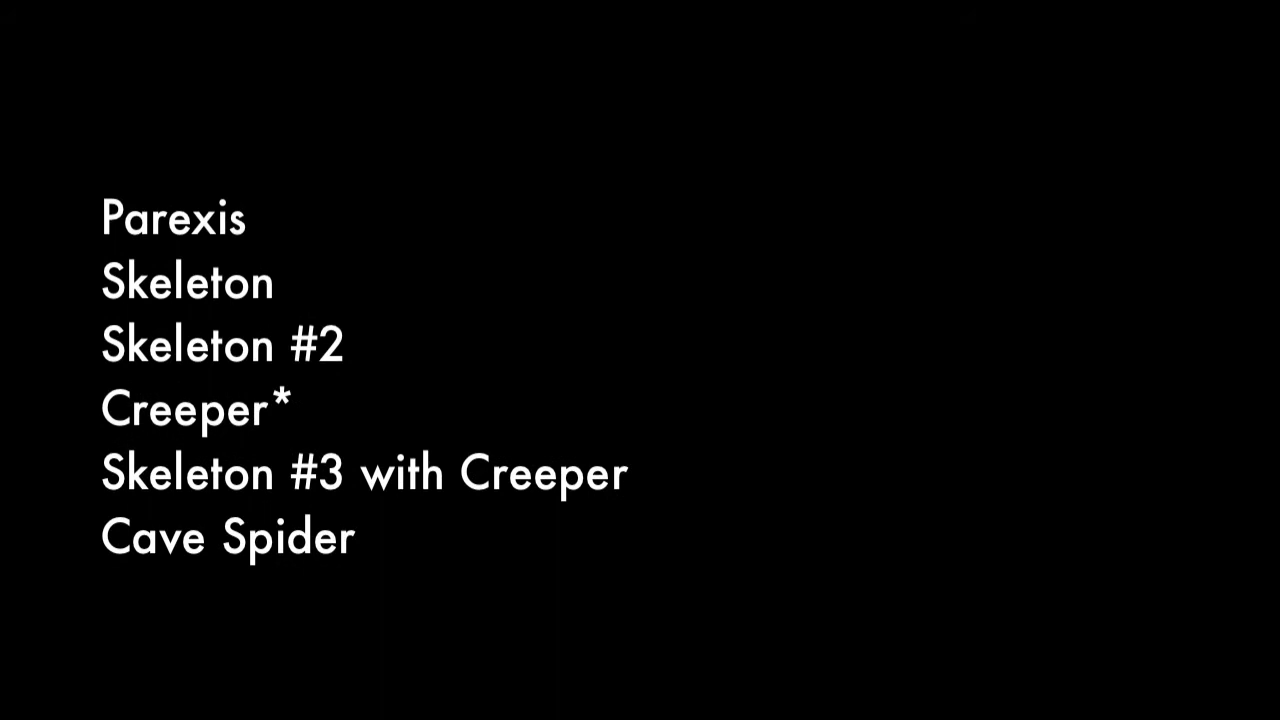 Parexis
Skeleton
Skeleton #2
Creeper*
Skeleton #3 with Creeper
Cave Spider